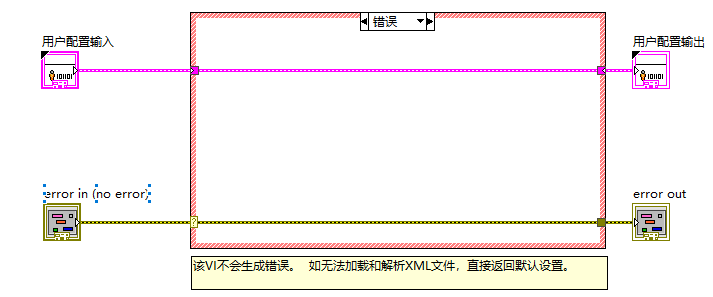 错误
用户配置输入
用户配置输出
error in (no error)
error out
?
该VI不会生成错误。 如无法加载和解析XML文件，直接返回默认设置。